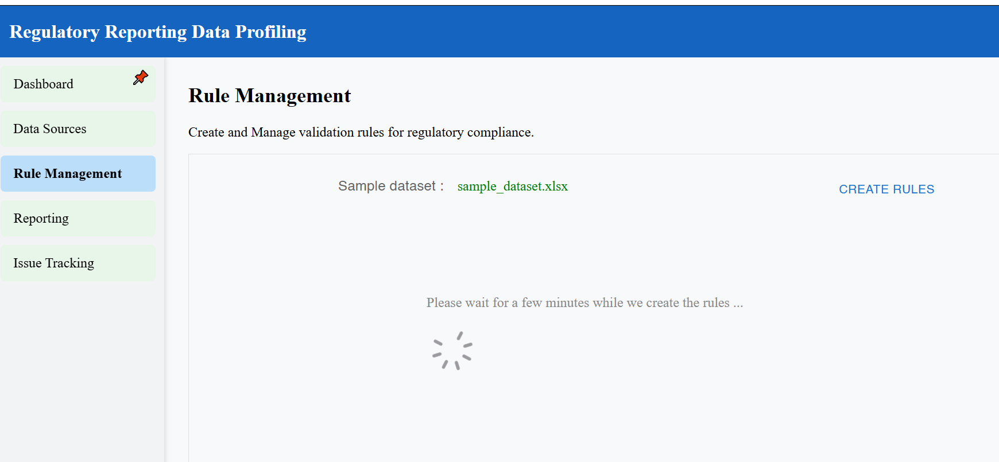 Regulatory Reporting Data Profiling
Dashboard
Data Sources
Rule Management
Reporting
Issue Tracking
Rule Management
Create and Manage validation rules for regulatory compliance.
Sample dataset : sample_dataset.xlsx
CREATE RULES
Please wait for a few minutes while we create the rules ...